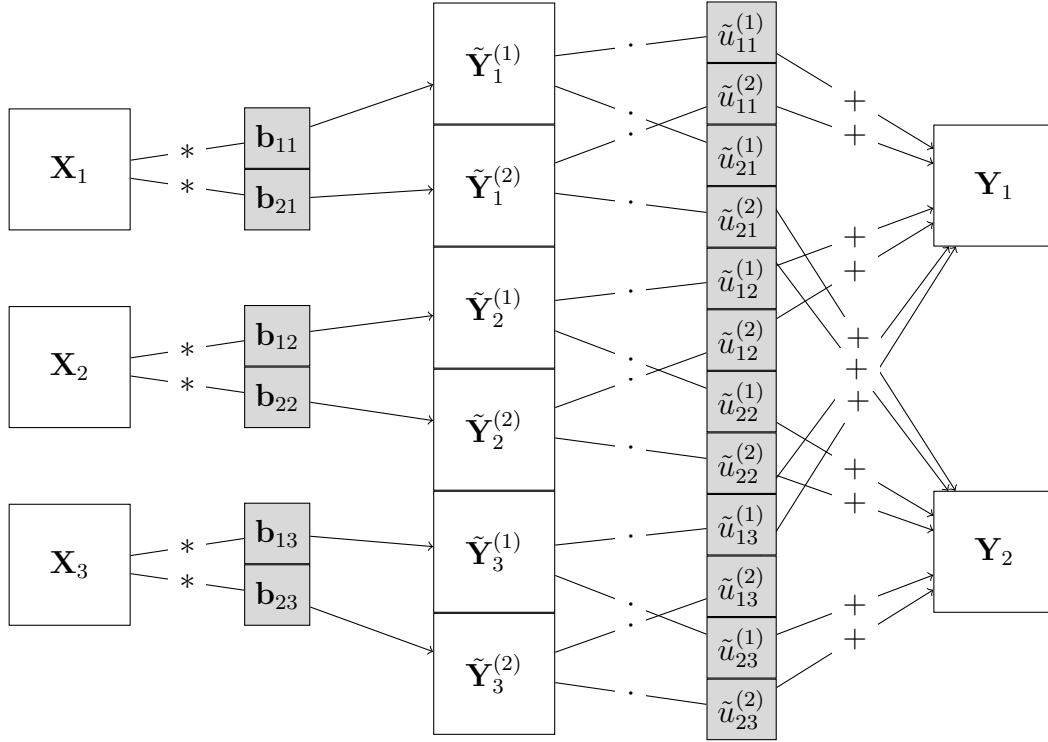 X₁
X₂
X₃
*
*
*
*
*
*
b₁₁
b₂₁
b₁₂
b₂₂
b₁₃
b₂₃
Ỹ₁⁽¹⁾
Ỹ₁⁽²⁾
Ỹ₂⁽¹⁾
Ỹ₂⁽²⁾
Ỹ₃⁽¹⁾
Ỹ₃⁽²⁾
·
·
·
·
·
·
·
·
·
·
·
·
ũ₁₁⁽¹⁾
ũ₁₁⁽²⁾
ũ₂₁⁽¹⁾
ũ₂₁⁽²⁾
ũ₁₂⁽¹⁾
ũ₁₂⁽²⁾
ũ₂₂⁽¹⁾
ũ₂₂⁽²⁾
ũ₁₃⁽¹⁾
ũ₁₃⁽²⁾
ũ₂₃⁽¹⁾
ũ₂₃⁽²⁾
+
+
+
+
+
+
+
+
+
+
+
Y₁
Y₂